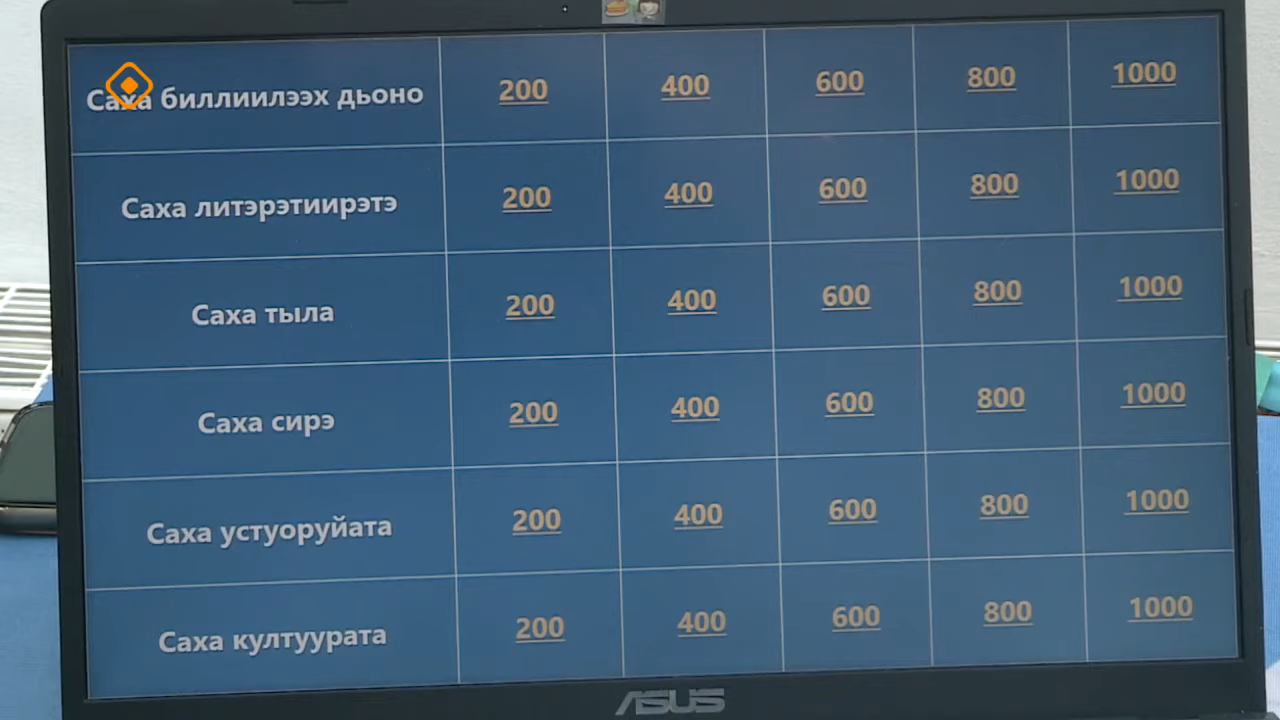 Саха биллиилээх дьоно 200 400 600 800 1000
Саха литэрэтиирэтэ 200 400 600 800 1000
Саха тыла 200 400 600 800 1000
Саха сирэ 200 400 600 800 1000
Саха устуоруйата 200 400 600 800 1000
Саха култуурата 200 400 600 800 1000
ASUS